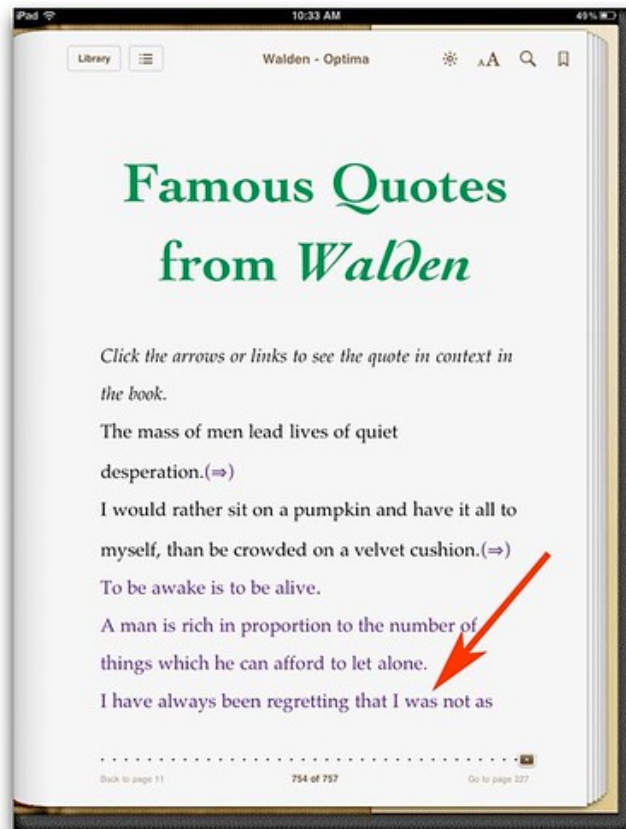 iPad 10:33 AM 49%
Library Walden - Optima AA
Famous Quotes
from Walden
Click the arrows or links to see the quote in context in
the book.
The mass of men lead lives of quiet
desperation.(⇒)
I would rather sit on a pumpkin and have it all to
myself, than be crowded on a velvet cushion.(⇒)
To be awake is to be alive.
A man is rich in proportion to the number of
things which he can afford to let alone.
I have always been regretting that I was not as
Back to page 11 754 of 757 Go to page 227